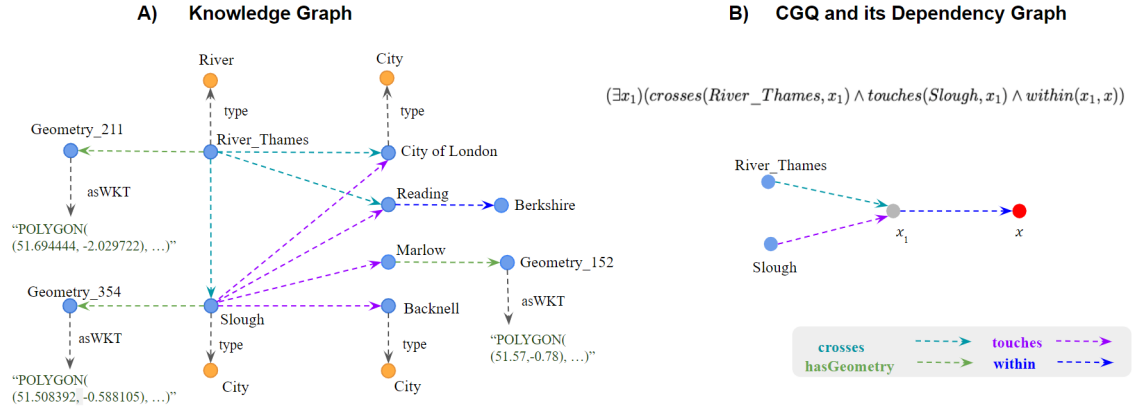 A) Knowledge Graph
B) CGQ and its Dependency Graph
River
City
type
type
(∃x₁)(crosses(River_Thames, x₁) ∧ touches(Slough, x₁) ∧ within(x₁, x))
Geometry_211
River_Thames
City of London
asWKT
Reading
Berkshire
"POLYGON(
(51.694444, -2.029722), …)"
Marlow
Geometry_152
Geometry_354
Slough
Backnell
asWKT
type
type
asWKT
"POLYGON(
(51.57,-0.78), …)"
"POLYGON(
(51.508392, -0.588105), …)"
City
City
River_Thames
x₁
x
Slough
crosses
touches
hasGeometry
within